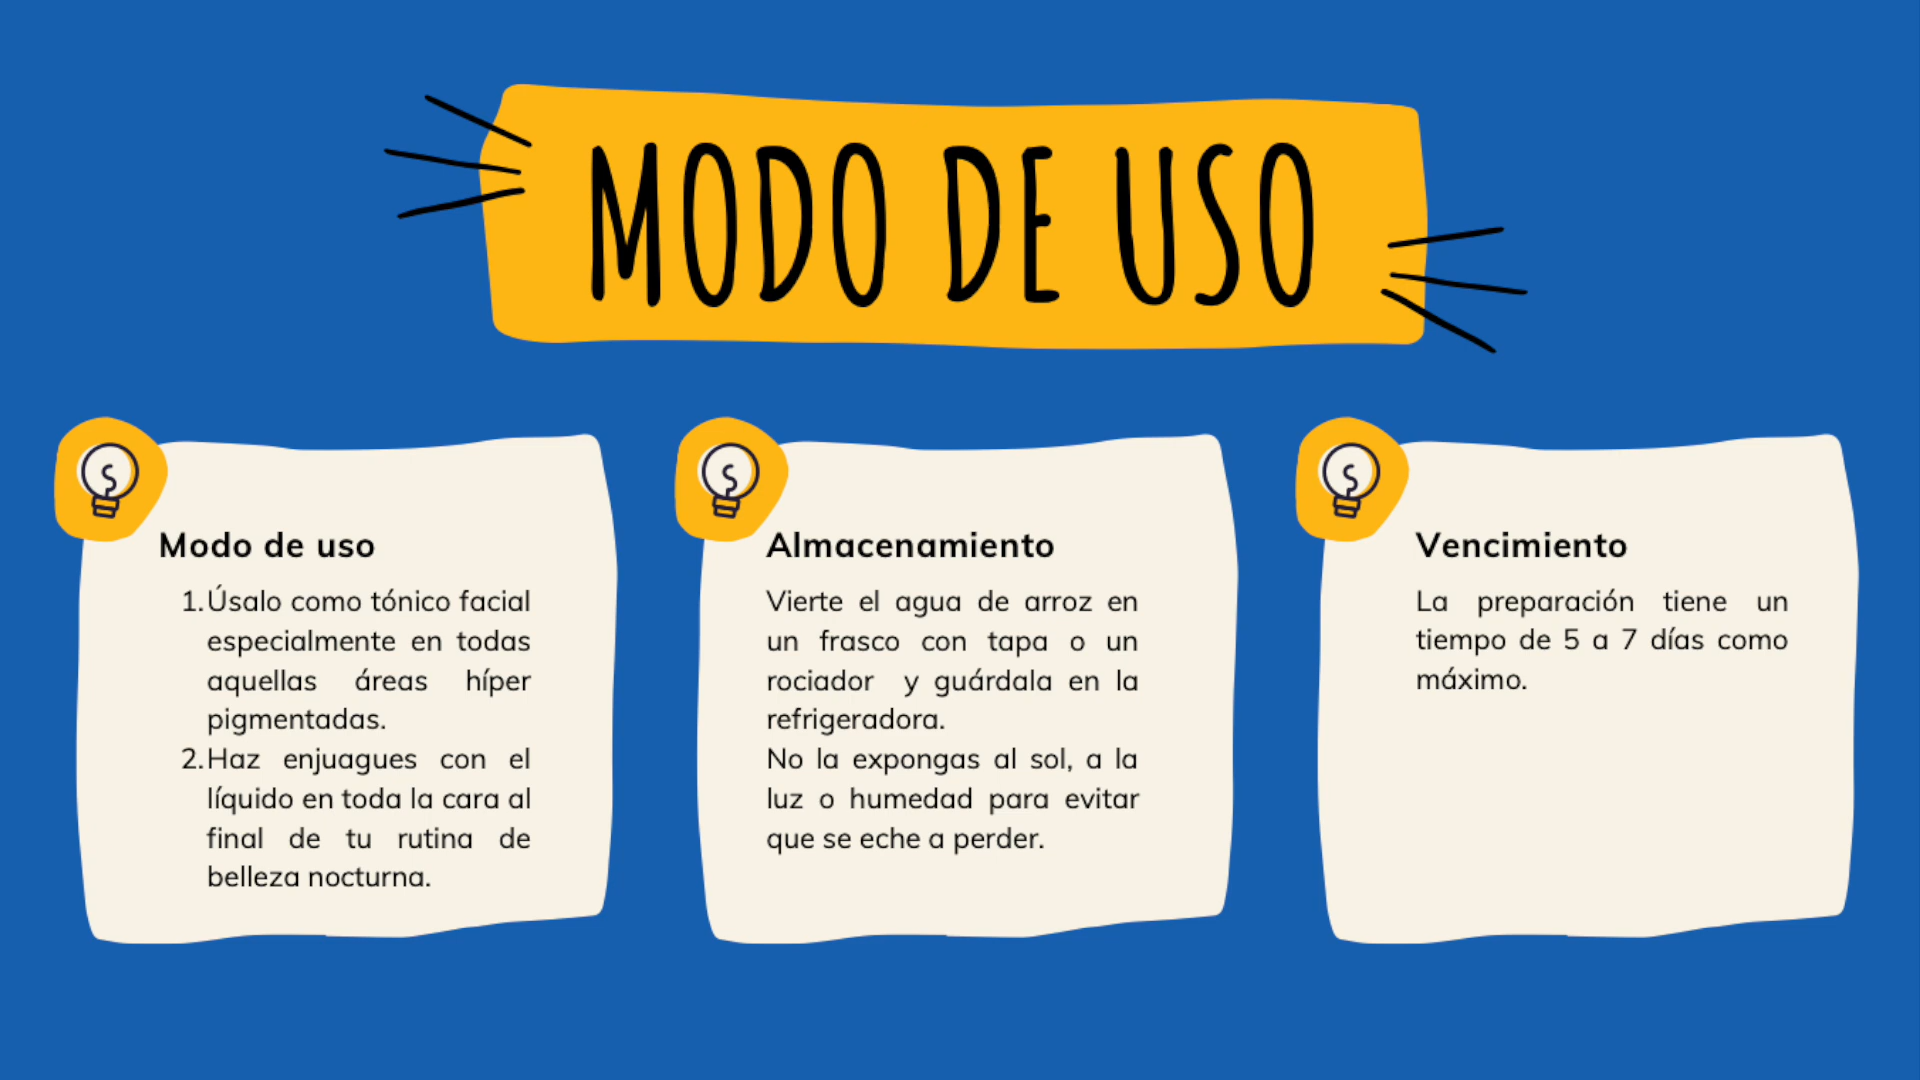 MODO DE USO
Modo de uso
1.Úsalo como tónico facial
especialmente en todas
aquellas áreas híper
pigmentadas.
2.Haz enjuagues con el
líquido en toda la cara al
final de tu rutina de
belleza nocturna.
Almacenamiento
Vierte el agua de arroz en
un frasco con tapa o un
rociador y guárdala en la
refrigeradora.
No la expongas al sol, a la
luz o humedad para evitar
que se eche a perder.
Vencimiento
La preparación tiene un
tiempo de 5 a 7 días como
máximo.